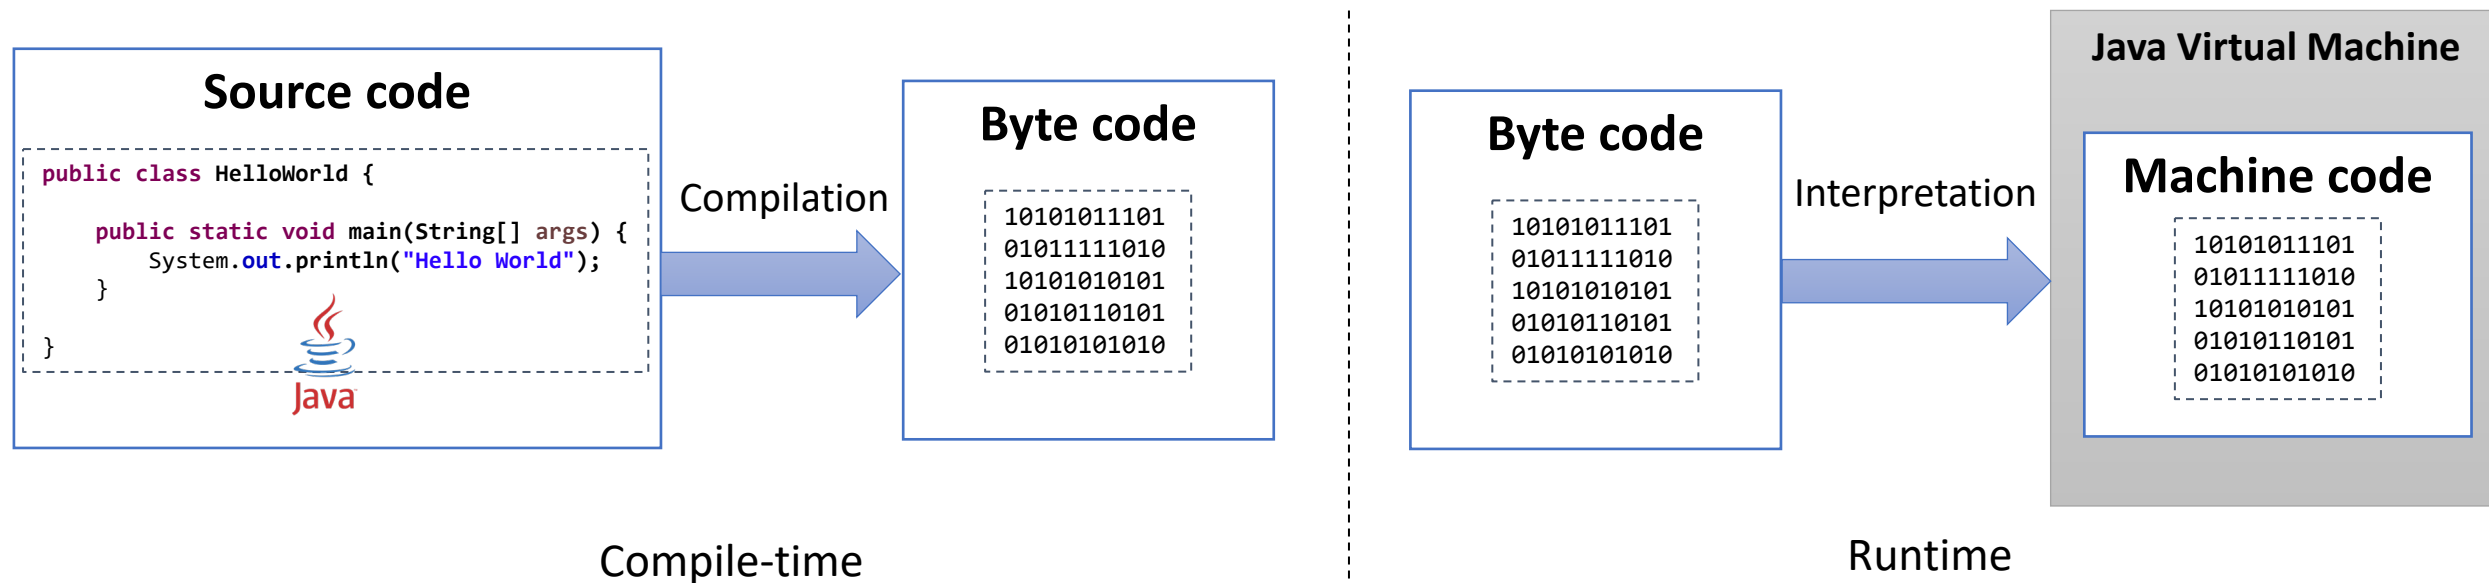 Source code
public class HelloWorld {
public static void main(String[] args) {
System.out.println("Hello World");
}
}
Java
Compilation
Byte code
10101011101
01011111010
10101010101
01010110101
01010101010
Compile-time
Byte code
10101011101
01011111010
10101010101
01010110101
01010101010
Interpretation
Java Virtual Machine
Machine code
10101011101
01011111010
10101010101
01010110101
01010101010
Runtime